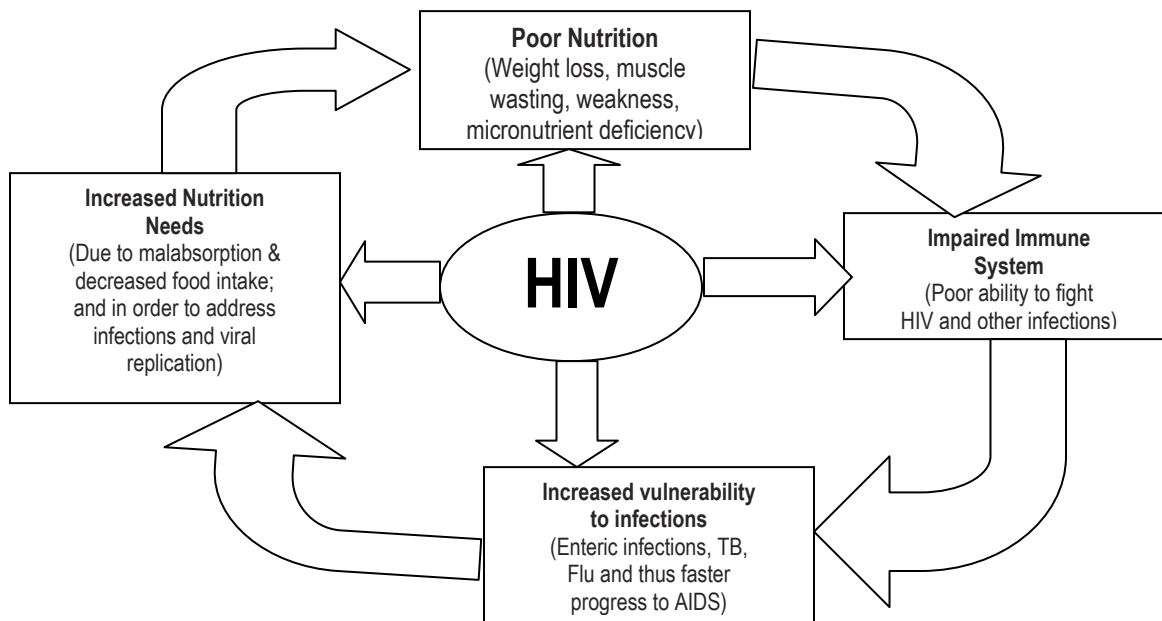 Poor Nutrition
(Weight loss, muscle
wasting, weakness,
micronutrient deficiency)
Increased Nutrition
Needs
(Due to malabsorption &
decreased food intake;
and in order to address
infections and viral
replication)
HIV
Impaired Immune
System
(Poor ability to fight
HIV and other infections)
Increased vulnerability
to infections
(Enteric infections, TB,
Flu and thus faster
progress to AIDS)